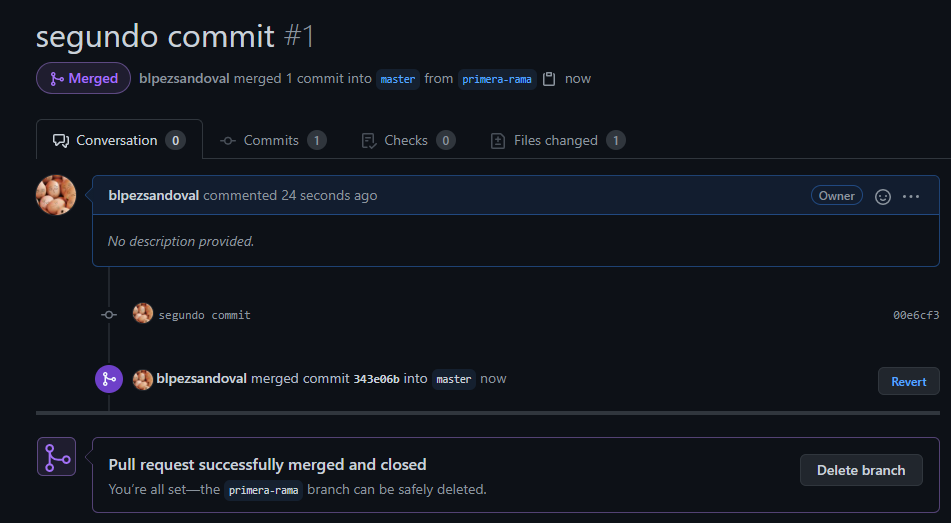 segundo commit #1
Merged blpezsandoval merged 1 commit into master from primera-rama now
Conversation 0 Commits 1 Checks 0 Files changed 1
blpezsandoval commented 24 seconds ago Owner
No description provided.
segundo commit 00e6cf3
blpezsandoval merged commit 343e06b into master now Revert
Pull request successfully merged and closed
You’re all set—the primera-rama branch can be safely deleted.
Delete branch